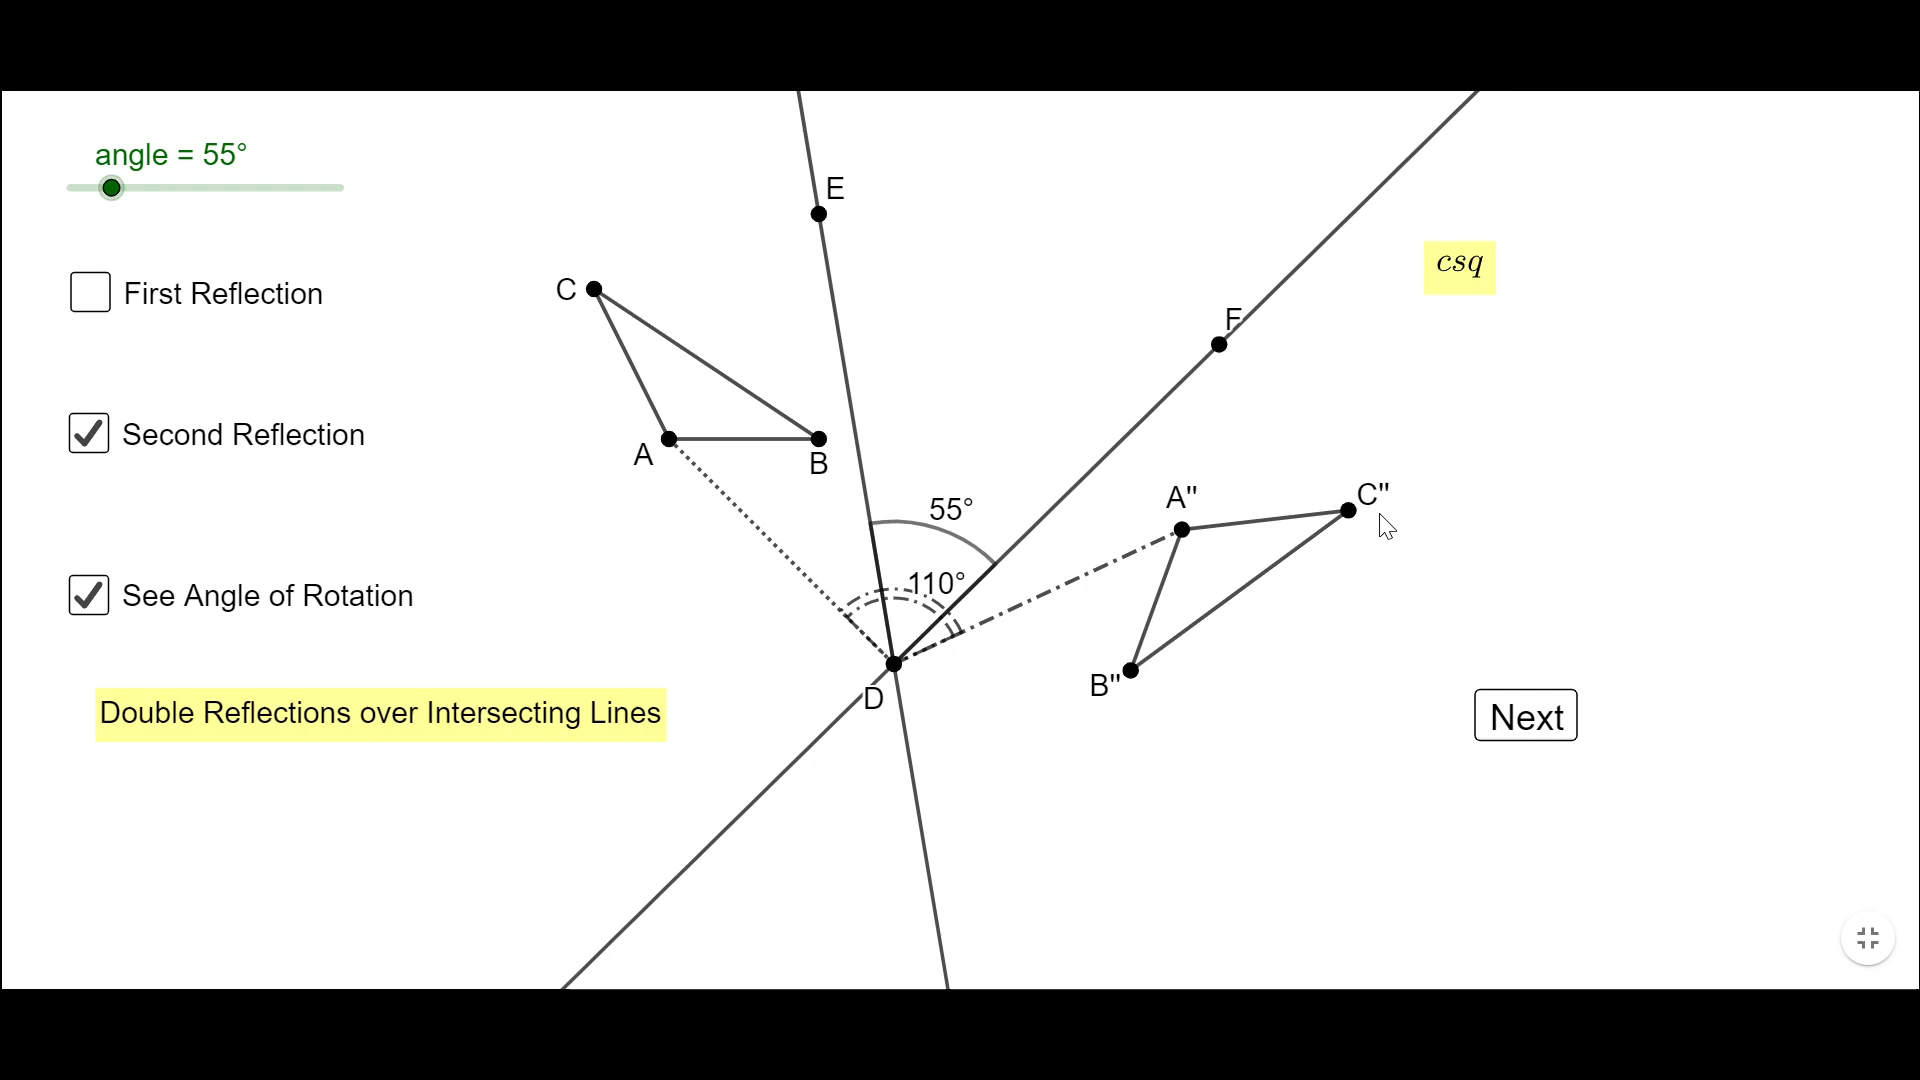 angle = 55°
E
First Reflection
C
csq
F
Second Reflection
A
B
55°
A"
C"
110°
See Angle of Rotation
B"
D
Double Reflections over Intersecting Lines
Next